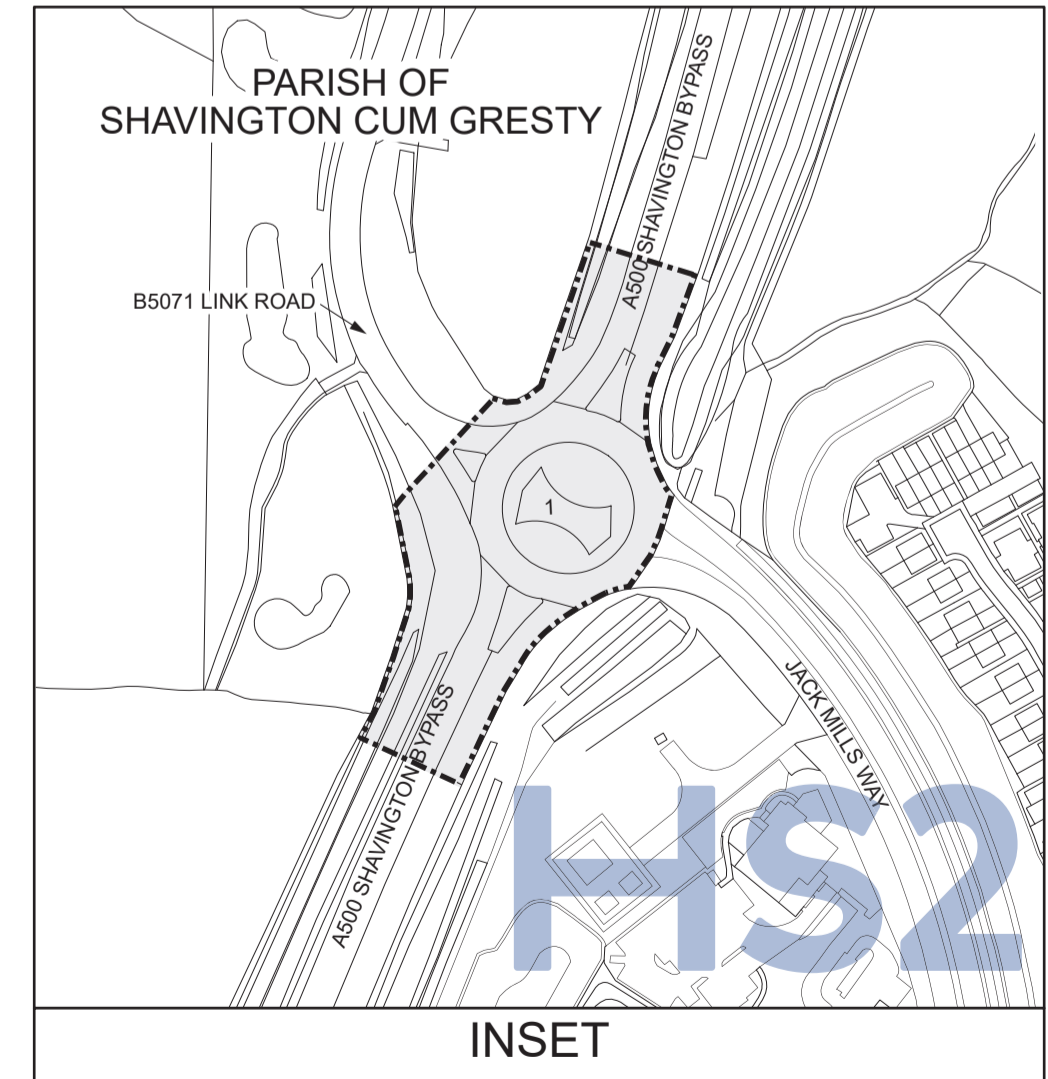 PARISH OF
SHAVINGTON CUM GRESTY
A500 SHAVINGTON BYPASS
B5071 LINK ROAD
1
JACK MILLS WAY
A500 SHAVINGTON BYPASS
HS2
INSET